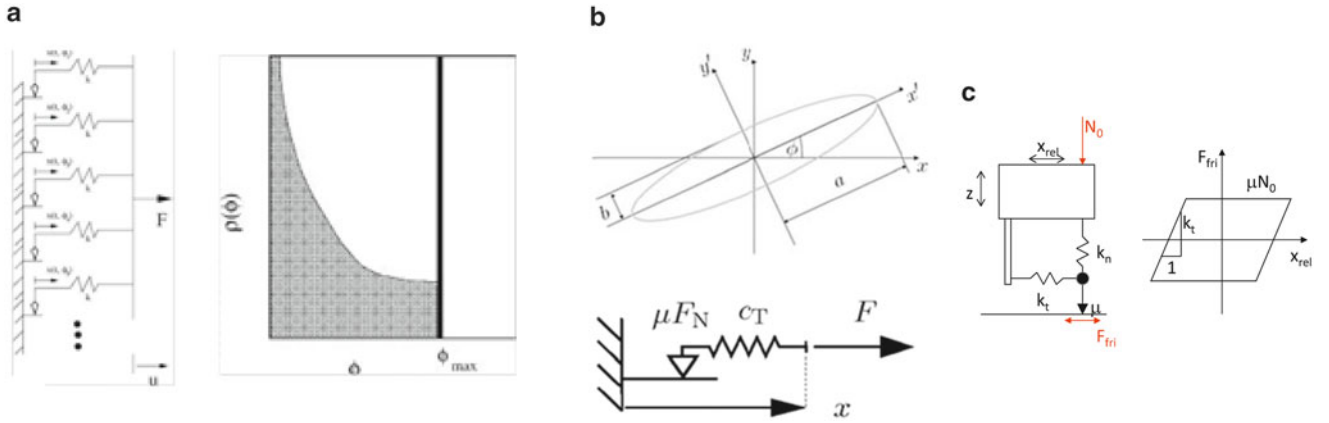 a
k
k
k
k
k
F
u
ρ(ϕ)
ϕ
ϕmax
b
y
y'
x'
ϕ
x
a
b
μFN cT F
x
c
N0
xrel
z
kn
kt
μ
Ffri
Ffri
μN0
kt
1
xrel